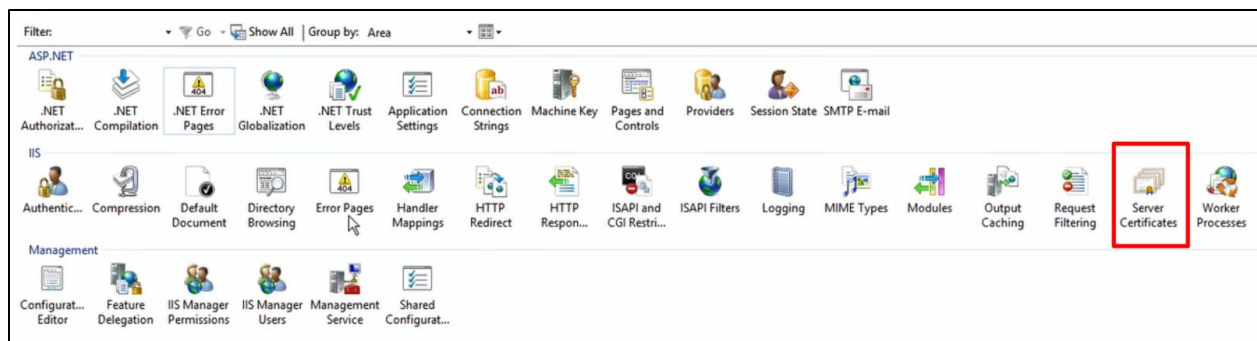 Filter: Go Show All Group by: Area
ASP.NET
.NET Authorizat... .NET Compilation .NET Error Pages .NET Globalization .NET Trust Levels Application Settings Connection Strings Machine Key Pages and Controls Providers Session State SMTP E-mail
IIS
Authentic... Compression Default Document Directory Browsing Error Pages Handler Mappings HTTP Redirect HTTP Respon... ISAPI and CGI Restri... ISAPI Filters Logging MIME Types Modules Output Caching Request Filtering Server Certificates Worker Processes
Management
Configurat... Editor Feature Delegation IIS Manager Permissions IIS Manager Users Management Service Shared Configurat...